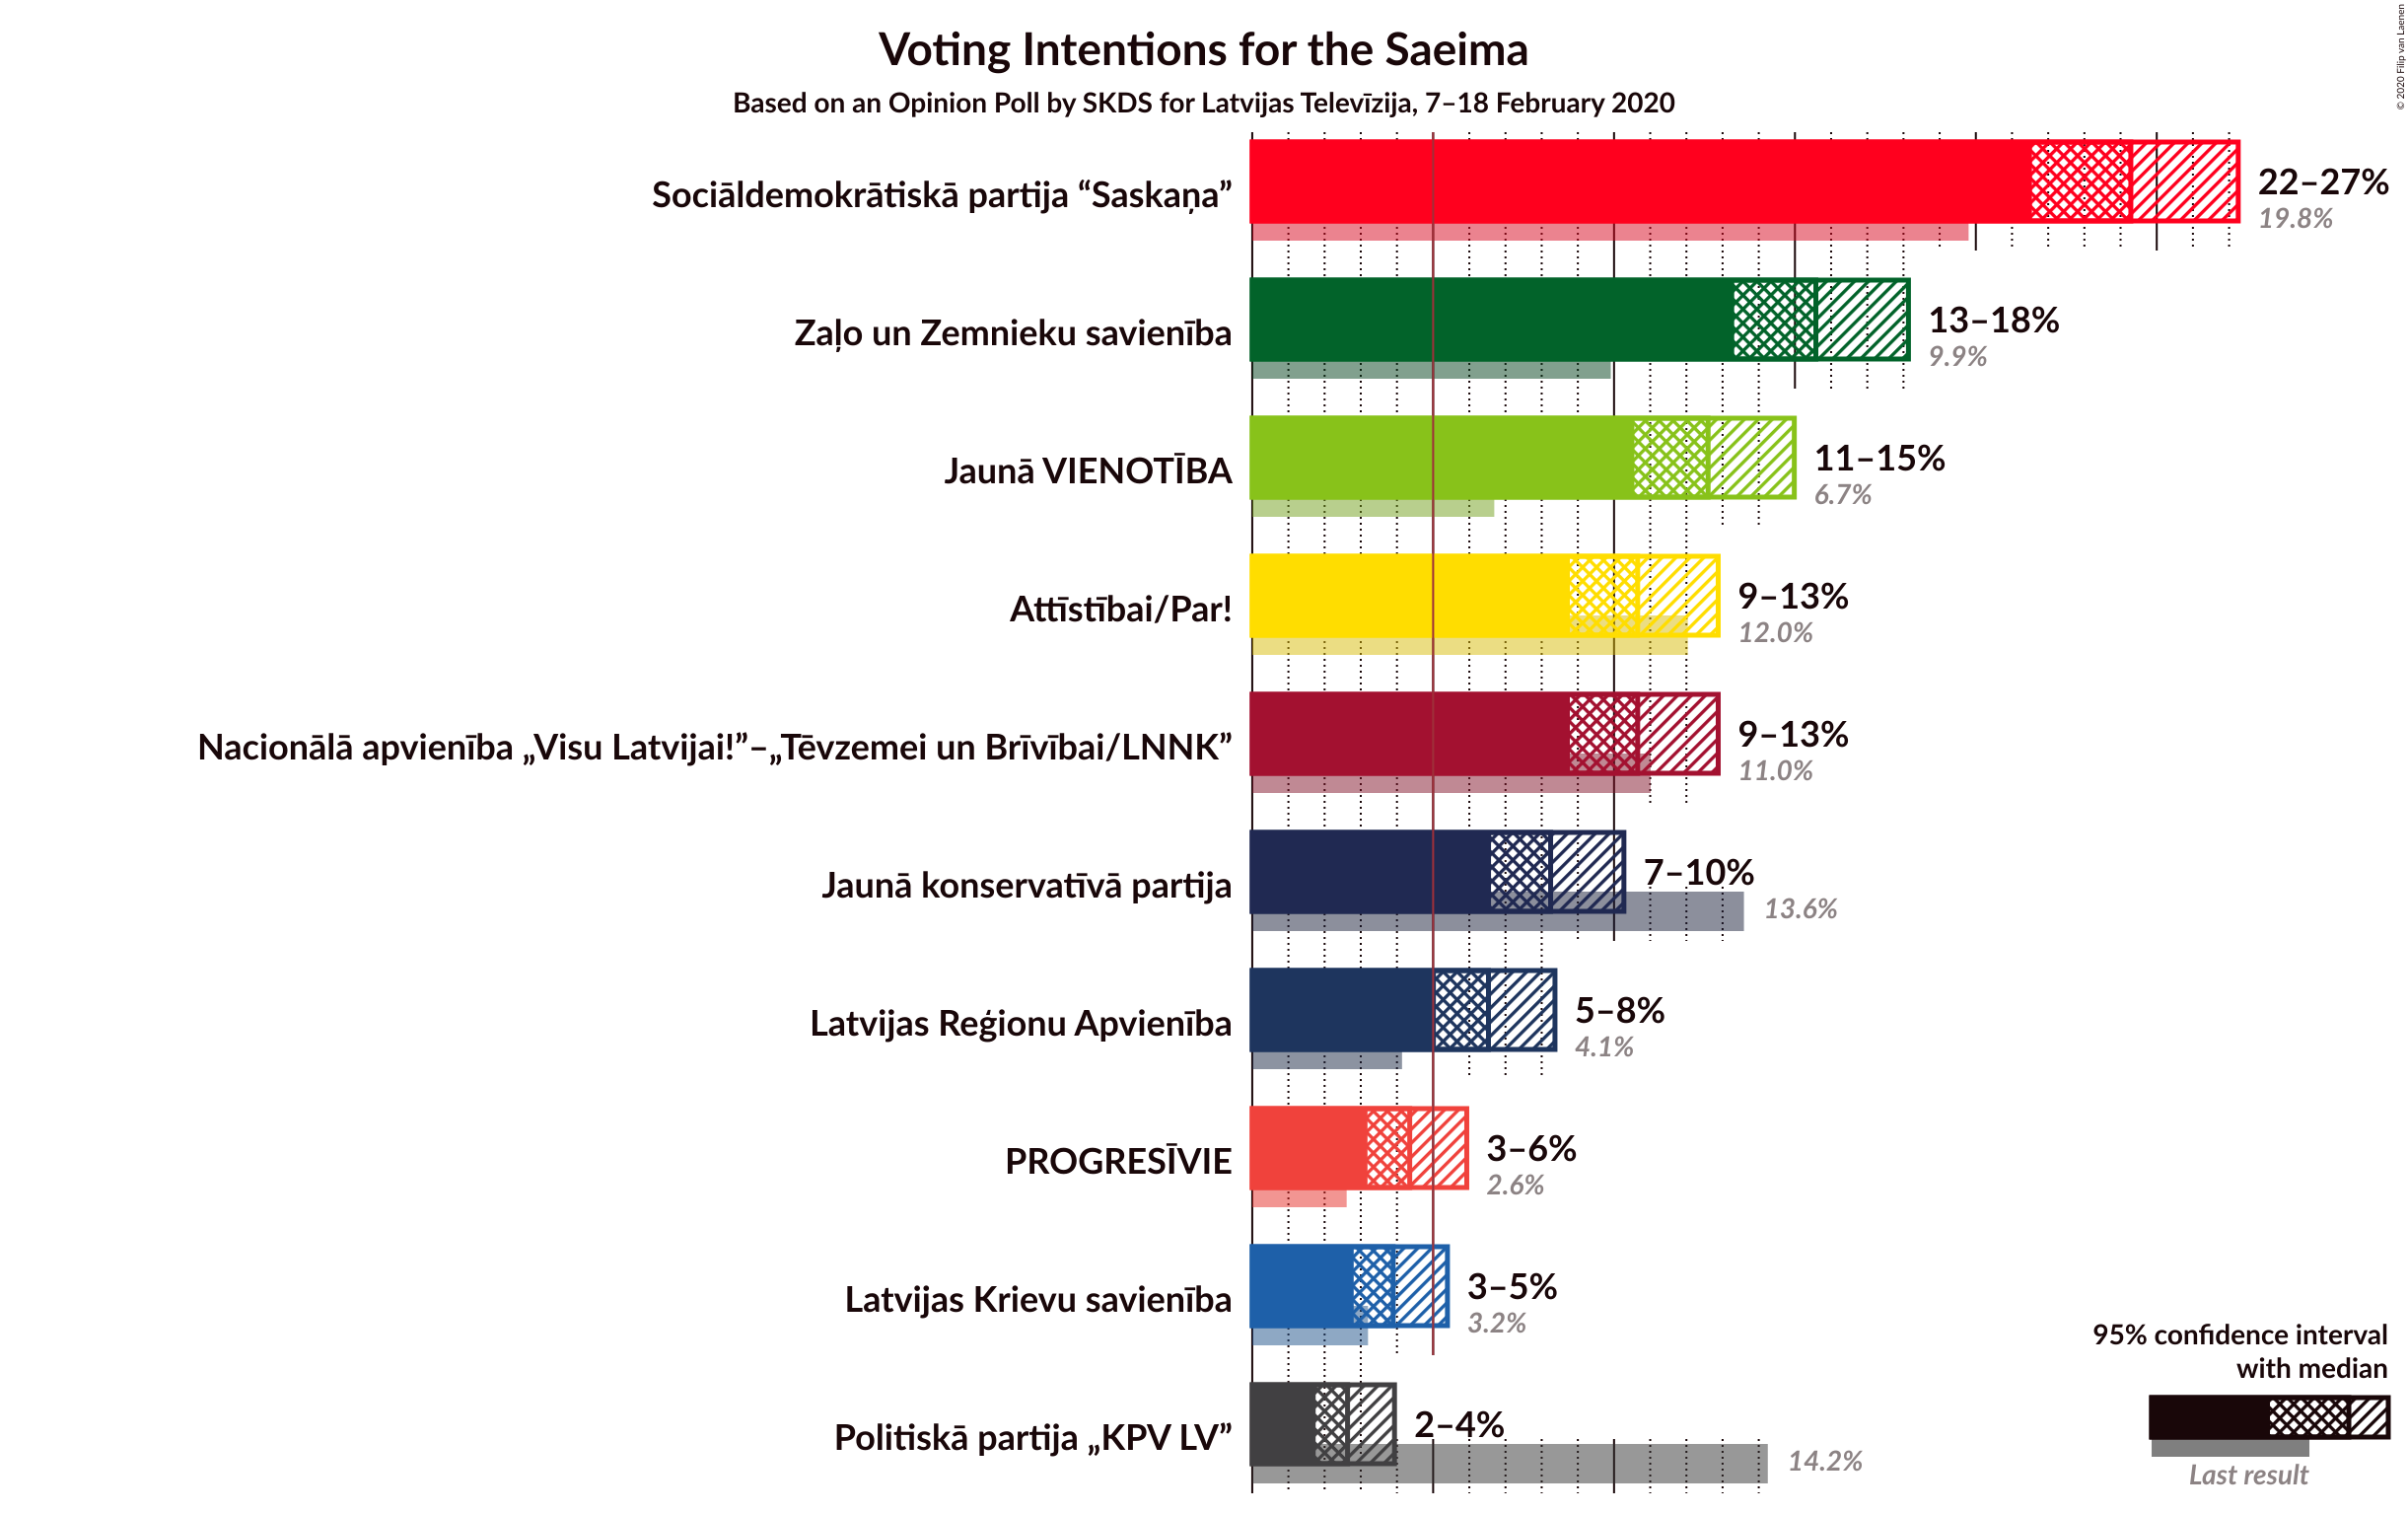 Voting Intentions for the Saeima
Based on an Opinion Poll by SKDS for Latvijas Televīzija, 7–18 February 2020
© 2020 Filip van Laenen
Sociāldemokrātiskā partija “Saskaņa”
22–27%
19.8%
Zaļo un Zemnieku savienība
13–18%
9.9%
Jaunā VIENOTĪBA
11–15%
6.7%
Attīstībai/Par!
9–13%
12.0%
Nacionālā apvienība „Visu Latvijai!”–„Tēvzemei un Brīvībai/LNNK”
9–13%
11.0%
Jaunā konservatīvā partija
7–10%
13.6%
Latvijas Reģionu Apvienība
5–8%
4.1%
PROGRESĪVIE
3–6%
2.6%
Latvijas Krievu savienība
3–5%
3.2%
Politiskā partija „KPV LV”
2–4%
14.2%
95% confidence interval
with median
Last result